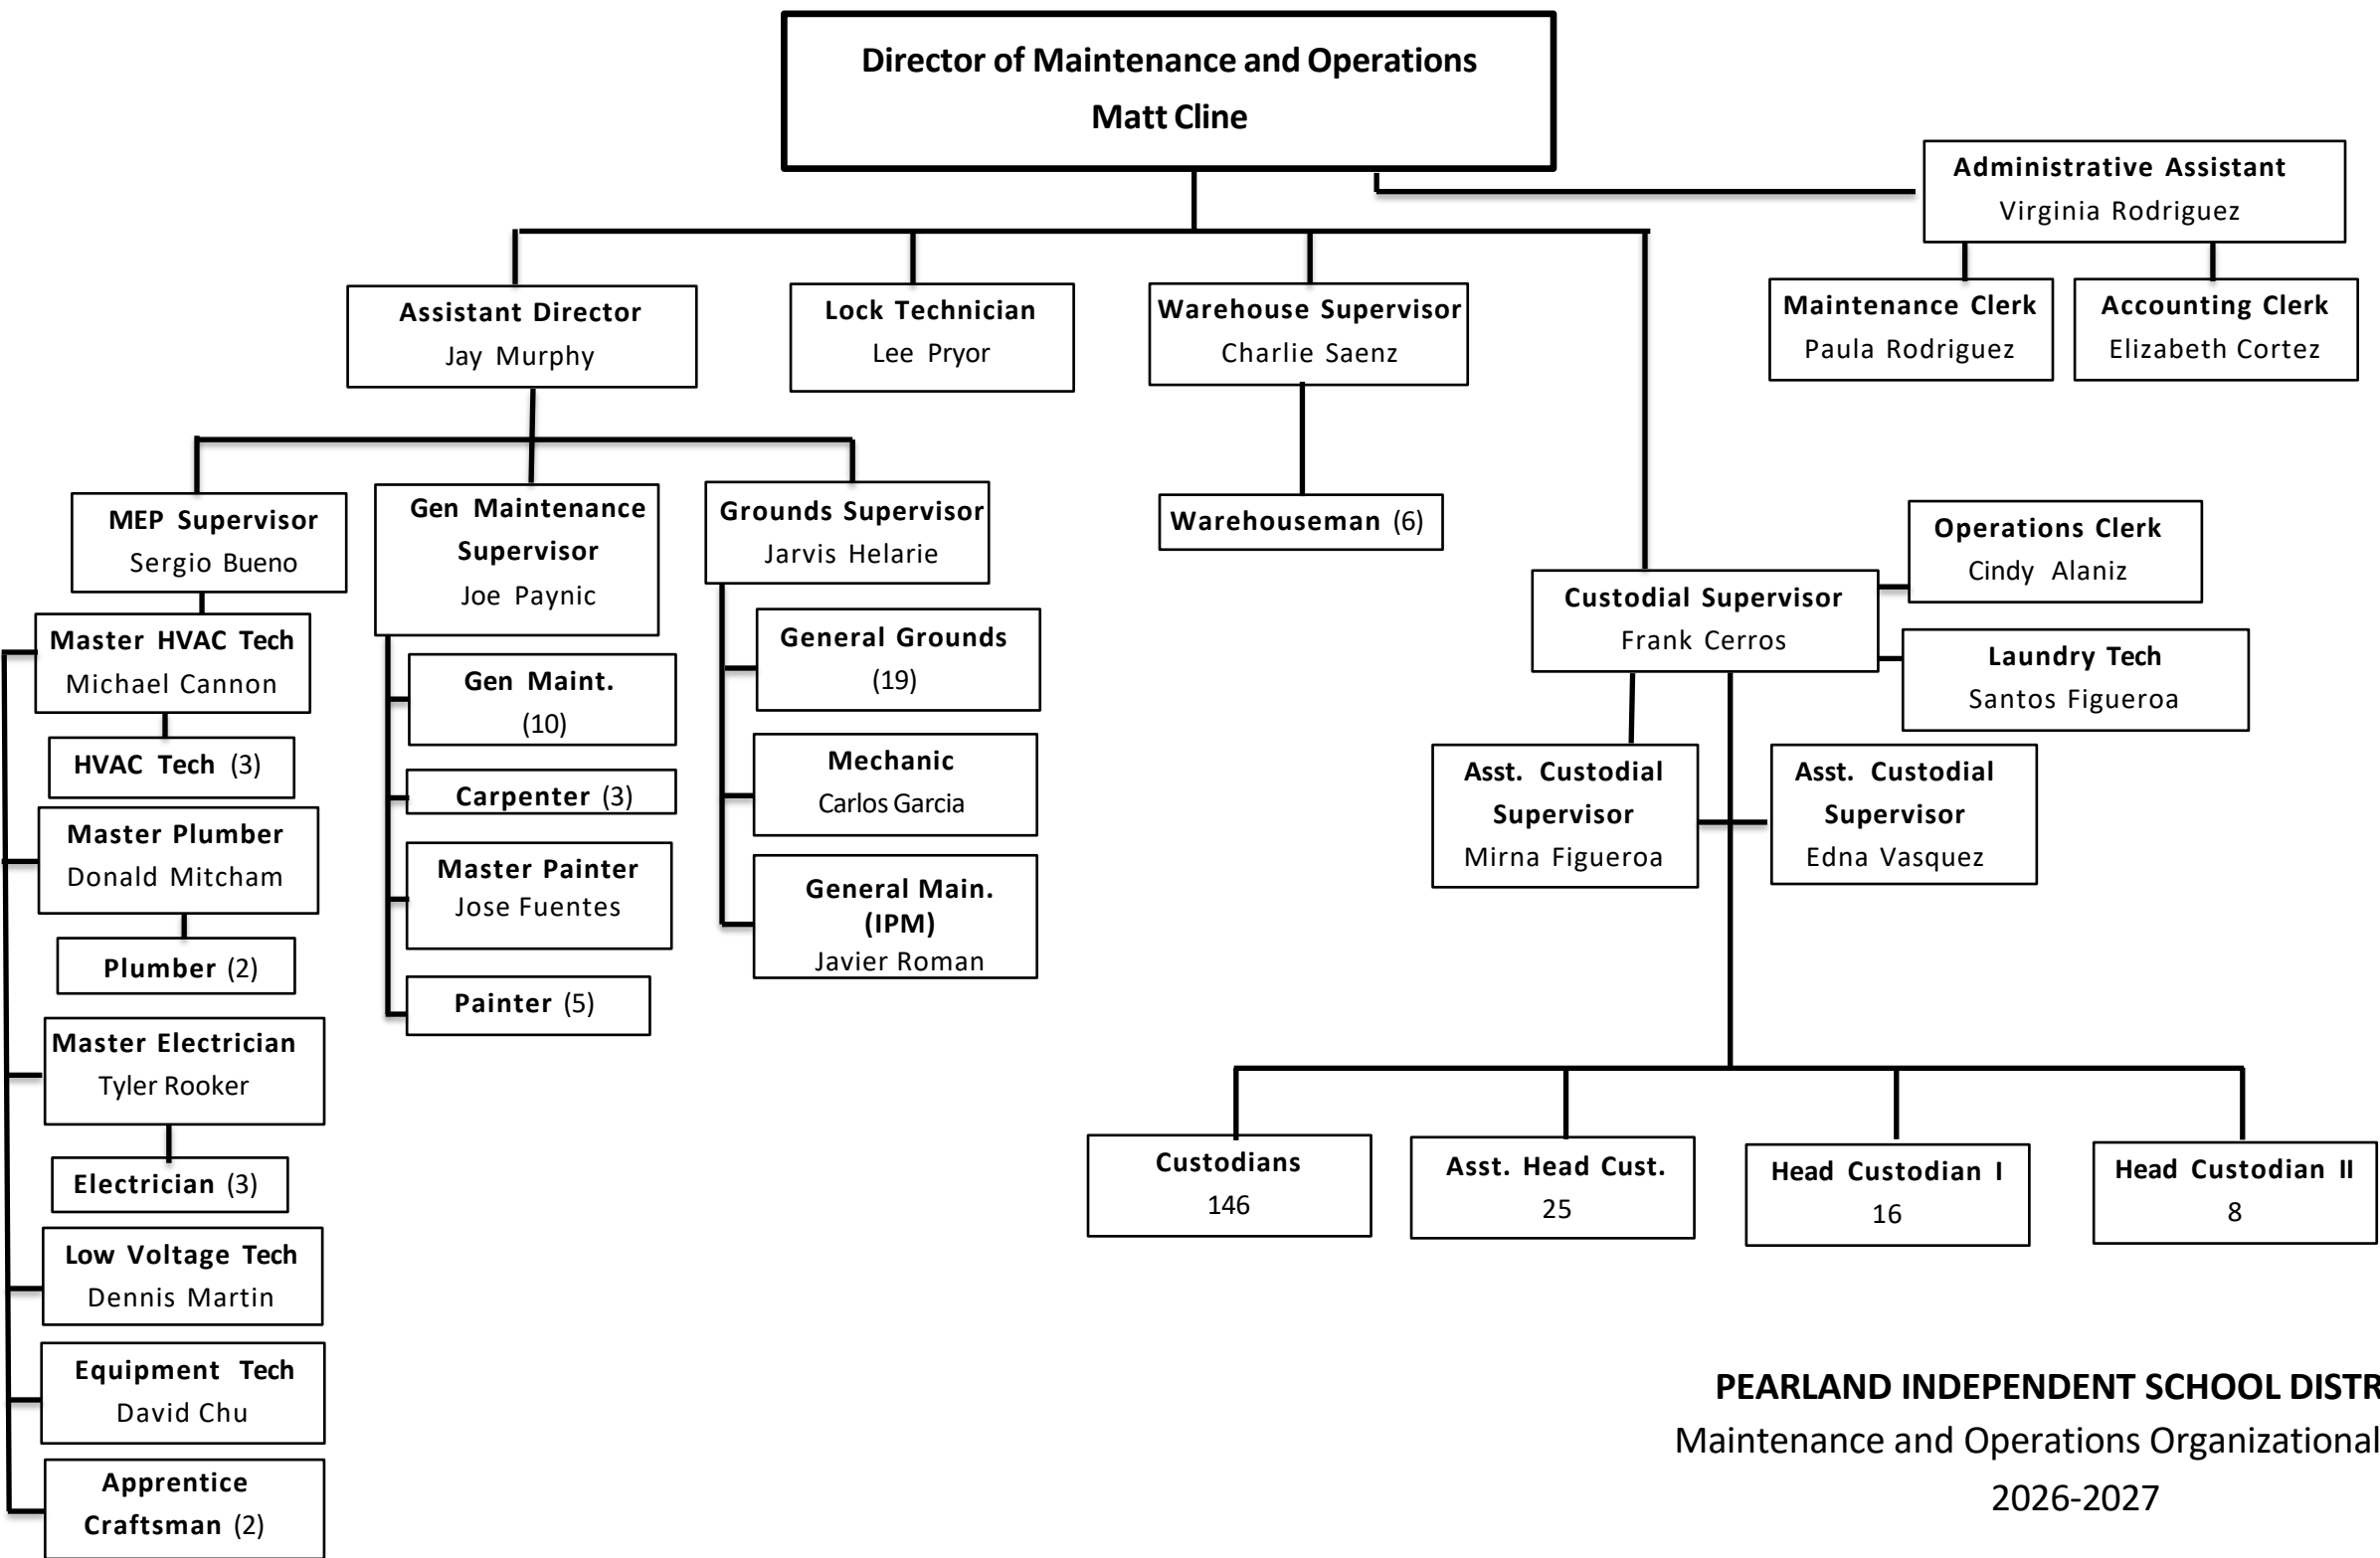 Director of Maintenance and Operations
Matt Cline
Administrative Assistant
Virginia Rodriguez
Maintenance Clerk
Paula Rodriguez
Accounting Clerk
Elizabeth Cortez
Assistant Director
Jay Murphy
Lock Technician
Lee Pryor
Warehouse Supervisor
Charlie Saenz
Warehouseman (6)
MEP Supervisor
Sergio Bueno
Master HVAC Tech
Michael Cannon
HVAC Tech (3)
Master Plumber
Donald Mitcham
Plumber (2)
Master Electrician
Tyler Rooker
Electrician (3)
Low Voltage Tech
Dennis Martin
Equipment Tech
David Chu
Apprentice
Craftsman (2)
Gen Maintenance
Supervisor
Joe Paynic
Gen Maint.
(10)
Carpenter (3)
Master Painter
Jose Fuentes
Painter (5)
Grounds Supervisor
Jarvis Helarie
General Grounds
(19)
Mechanic
Carlos Garcia
General Main.
(IPM)
Javier Roman
Custodial Supervisor
Frank Cerros
Operations Clerk
Cindy Alaniz
Laundry Tech
Santos Figueroa
Asst. Custodial
Supervisor
Mirna Figueroa
Asst. Custodial
Supervisor
Edna Vasquez
Custodians
146
Asst. Head Cust.
25
Head Custodian I
16
Head Custodian II
8
PEARLAND INDEPENDENT SCHOOL DISTR
Maintenance and Operations Organizational
2026-2027